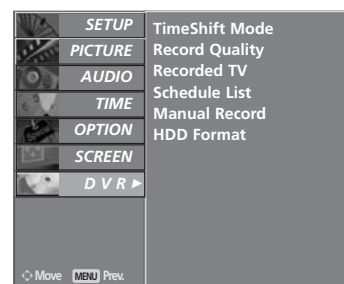 SETUP
PICTURE
AUDIO
TIME
OPTION
SCREEN
D V R
TimeShift Mode
Record Quality
Recorded TV
Schedule List
Manual Record
HDD Format
Move MENU Prev.